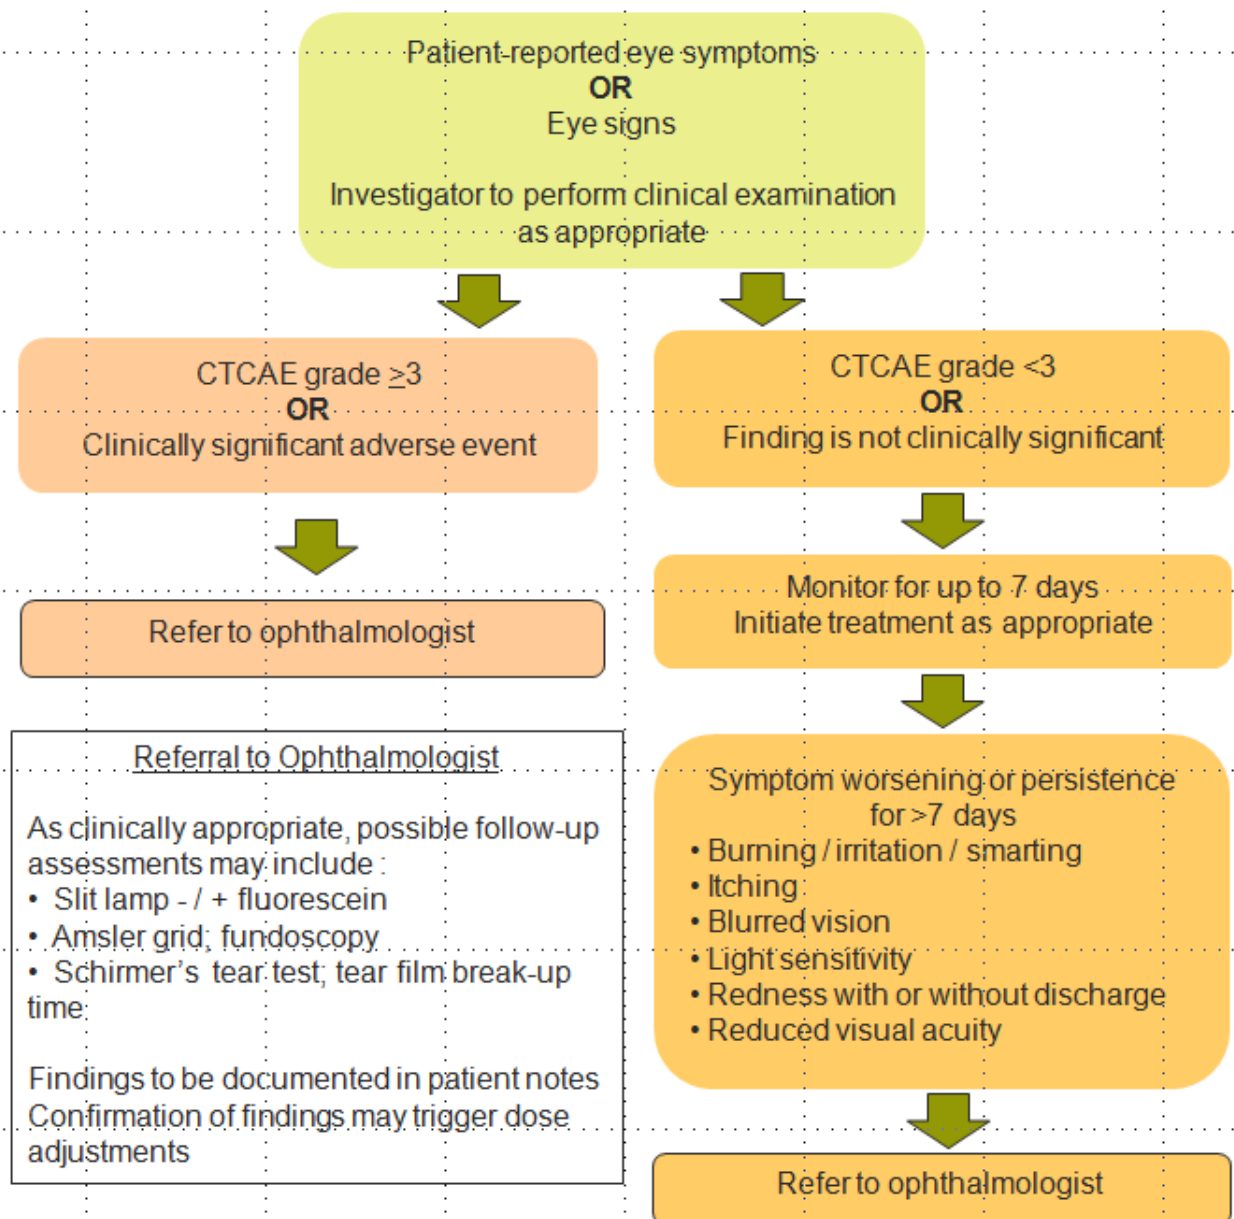 Patient-reported eye symptoms
OR
Eye signs
Investigator to perform clinical examination
as appropriate
CTCAE grade ≥3
OR
Clinically significant adverse event
Refer to ophthalmologist
CTCAE grade <3
OR
Finding is not clinically significant
Monitor for up to 7 days
Initiate treatment as appropriate
Symptom worsening or persistence
for >7 days
• Burning / irritation / smarting
• Itching
• Blurred vision
• Light sensitivity
• Redness with or without discharge
• Reduced visual acuity
Refer to ophthalmologist
Referral to Ophthalmologist
As clinically appropriate, possible follow-up
assessments may include :
• Slit lamp - / + fluorescein
• Amsler grid; fundoscopy
• Schirmer's tear test; tear film break-up
time
Findings to be documented in patient notes
Confirmation of findings may trigger dose
adjustments